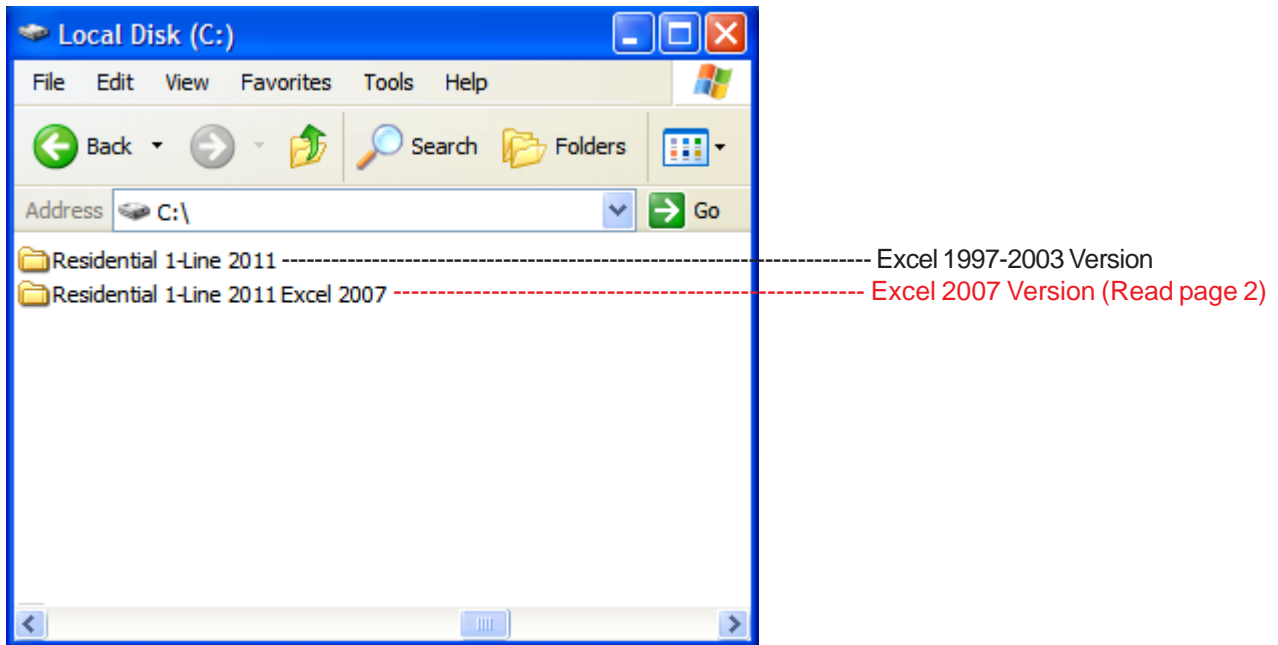 Local Disk (C:)
File Edit View Favorites Tools Help
Back Search Folders
Address C:\ Go
Residential 1-Line 2011 ---------------------------------------------------------------------- Excel 1997-2003 Version
Residential 1-Line 2011 Excel 2007 ------------------------------------------------------ Excel 2007 Version (Read page 2)